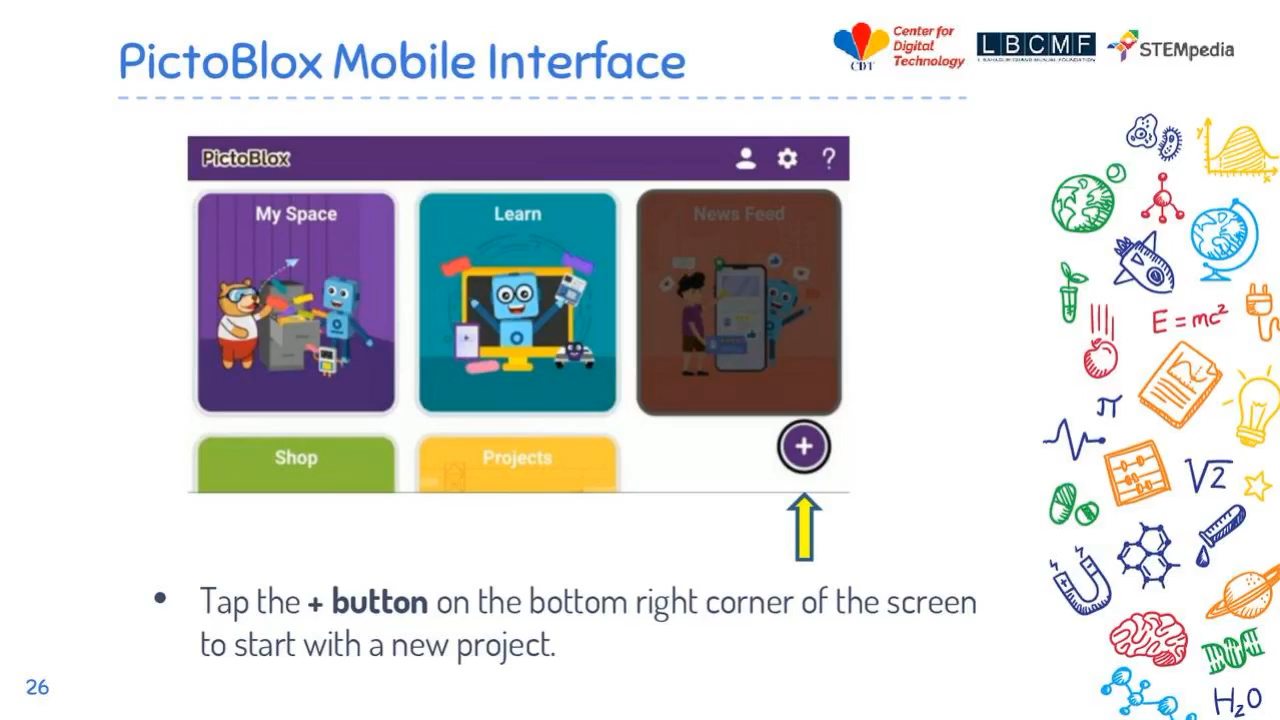 PictoBlox Mobile Interface
CDT
Center for
Digital
Technology
LBCMF
STEMpedia
PictoBlox
?
My Space
Learn
News Feed
Shop
Projects
+
• Tap the + button on the bottom right corner of the screen
to start with a new project.
26
y
x
E = mc²
π
√2
H₂O